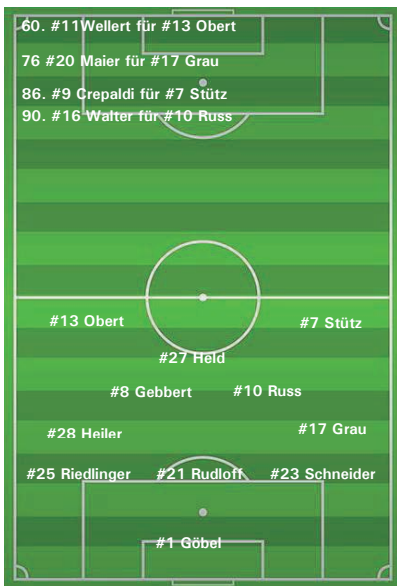 60. #11Wellert für #13 Obert
76 #20 Maier für #17 Grau
86. #9 Crepaldi für #7 Stütz
90. #16 Walter für #10 Russ
#13 Obert
#7 Stütz
#27 Held
#8 Gebbert
#10 Russ
#28 Heiler
#17 Grau
#25 Riedlinger
#21 Rudloff
#23 Schneider
#1 Göbel